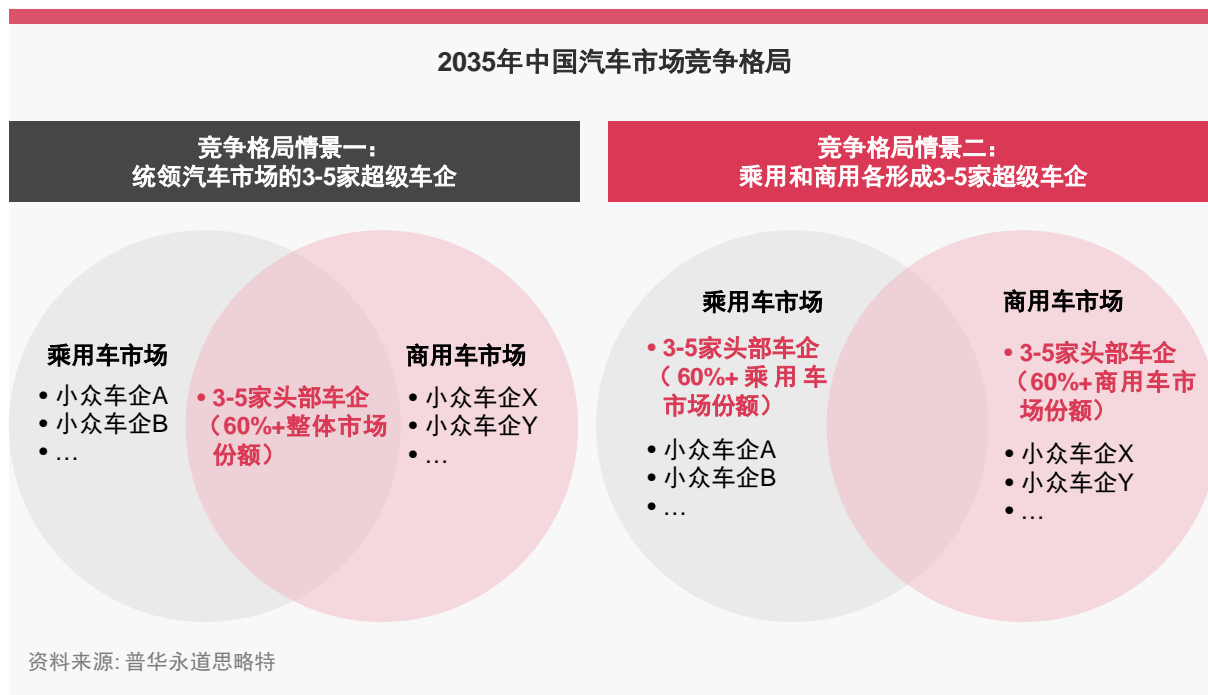 2035年中国汽车市场竞争格局
竞争格局情景一：
统领汽车市场的3-5家超级车企
乘用车市场
• 小众车企A
• 小众车企B
• …
• 3-5家头部车企
（60%+整体市场
份额）
商用车市场
• 小众车企X
• 小众车企Y
• …
竞争格局情景二：
乘用和商用各形成3-5家超级车企
乘用车市场
• 3-5家头部车企
（60%+乘用车
市场份额）
• 小众车企A
• 小众车企B
• …
商用车市场
• 3-5家头部车企
（60%+商用车市
场份额）
• 小众车企X
• 小众车企Y
• …
资料来源: 普华永道思略特